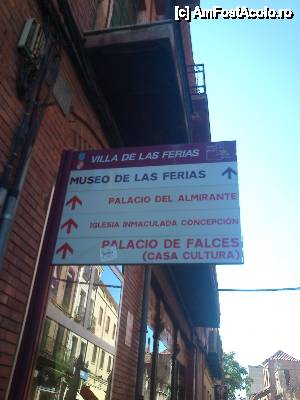 (c) AmFostAcolo.ro
VILLA DE LAS FERIAS
MUSEO DE LAS FERIAS
PALACIO DEL ALMIRANTE
IGLESIA INMACULADA CONCEPCIÓN
PALACIO DE FALCES
(CASA CULTURA)